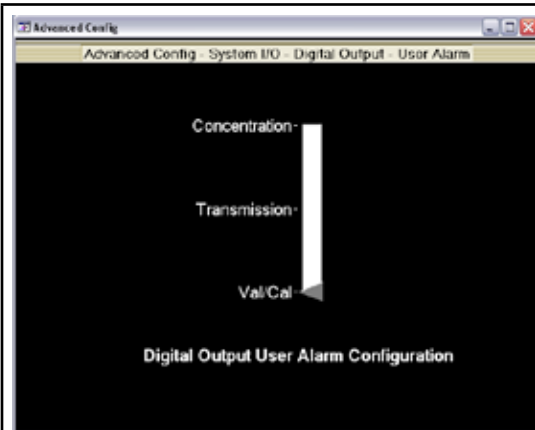 Advanced Config
Advanced Config - System I/O - Digital Output - User Alarm
Concentration-
Transmission-
Val/Cal-
Digital Output User Alarm Configuration